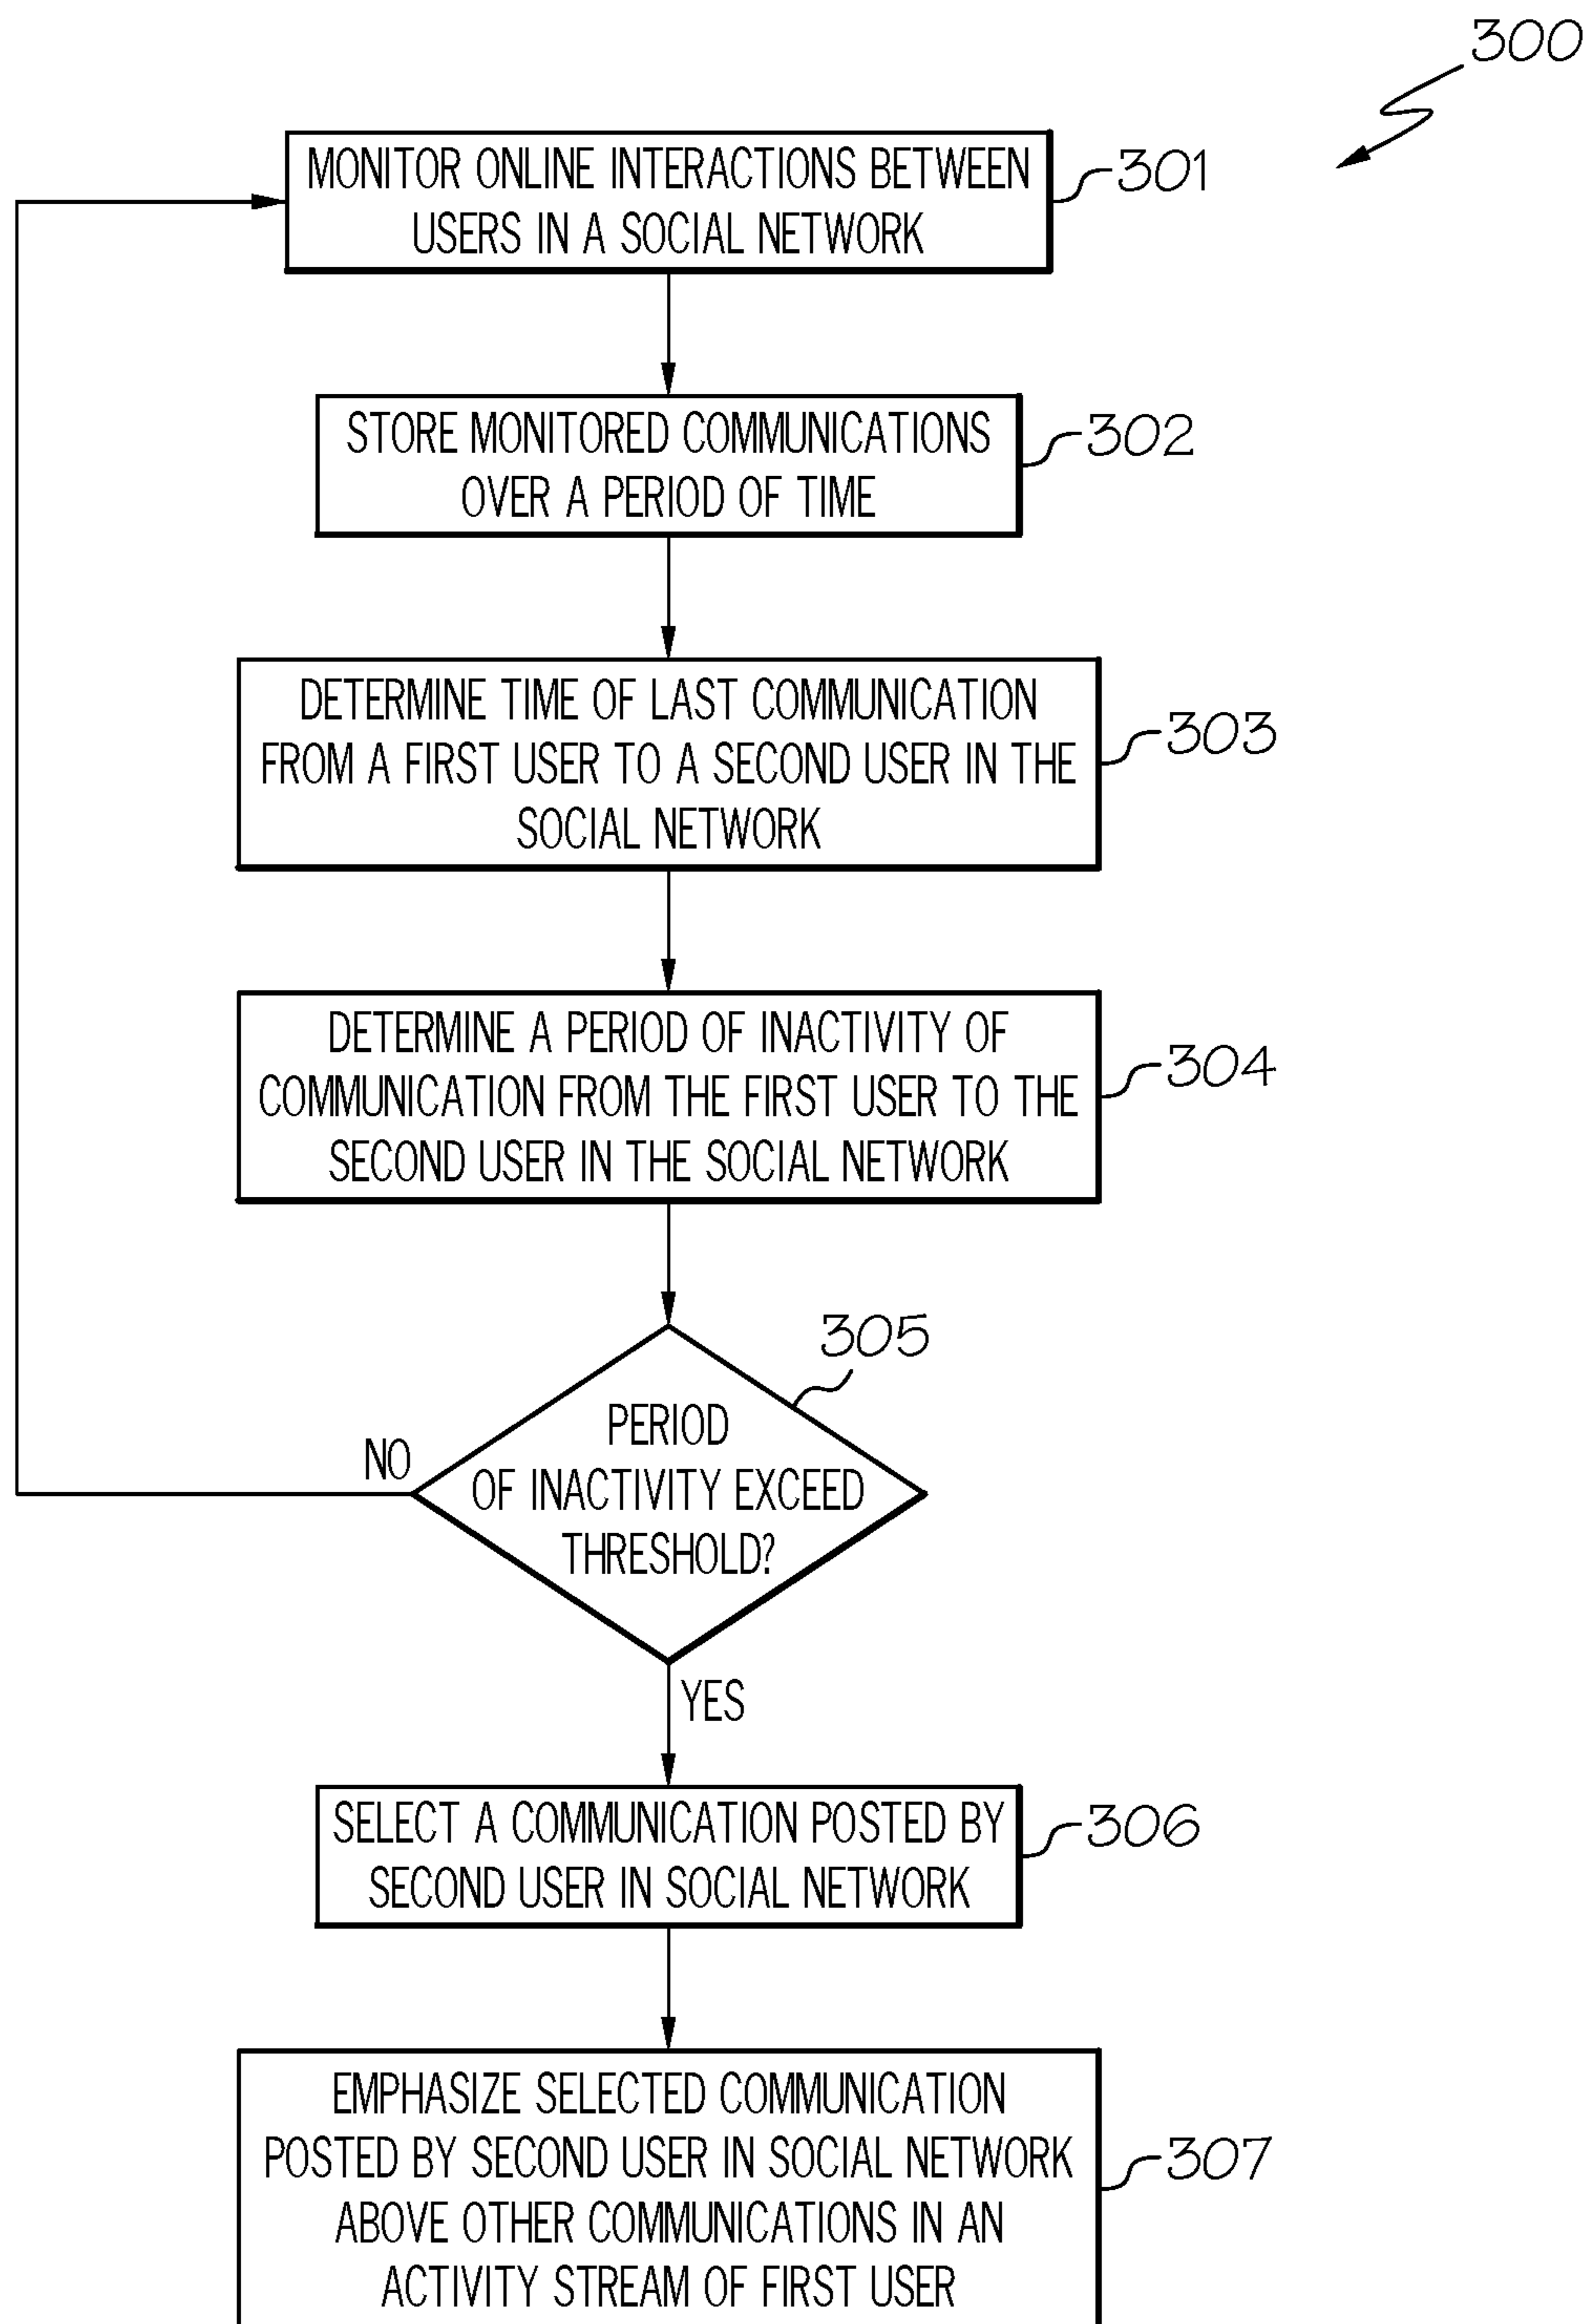 300
MONITOR ONLINE INTERACTIONS BETWEEN
USERS IN A SOCIAL NETWORK
301
STORE MONITORED COMMUNICATIONS
OVER A PERIOD OF TIME
302
DETERMINE TIME OF LAST COMMUNICATION
FROM A FIRST USER TO A SECOND USER IN THE
SOCIAL NETWORK
303
DETERMINE A PERIOD OF INACTIVITY OF
COMMUNICATION FROM THE FIRST USER TO THE
SECOND USER IN THE SOCIAL NETWORK
304
305
PERIOD
OF INACTIVITY EXCEED
THRESHOLD?
NO
YES
SELECT A COMMUNICATION POSTED BY
SECOND USER IN SOCIAL NETWORK
306
EMPHASIZE SELECTED COMMUNICATION
POSTED BY SECOND USER IN SOCIAL NETWORK
ABOVE OTHER COMMUNICATIONS IN AN
ACTIVITY STREAM OF FIRST USER
307